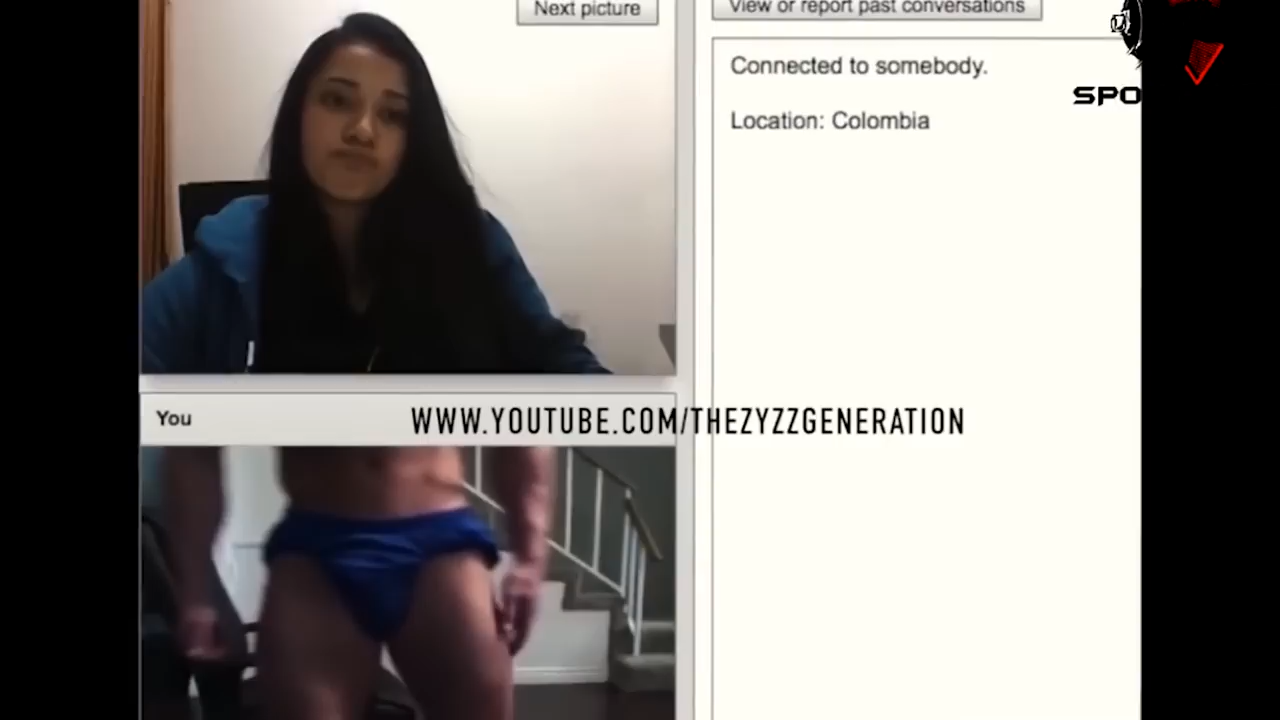 Next picture
View or report past conversations
Connected to somebody.
SPO
Location: Colombia
You
WWW.YOUTUBE.COM/THEZYZZGENERATION